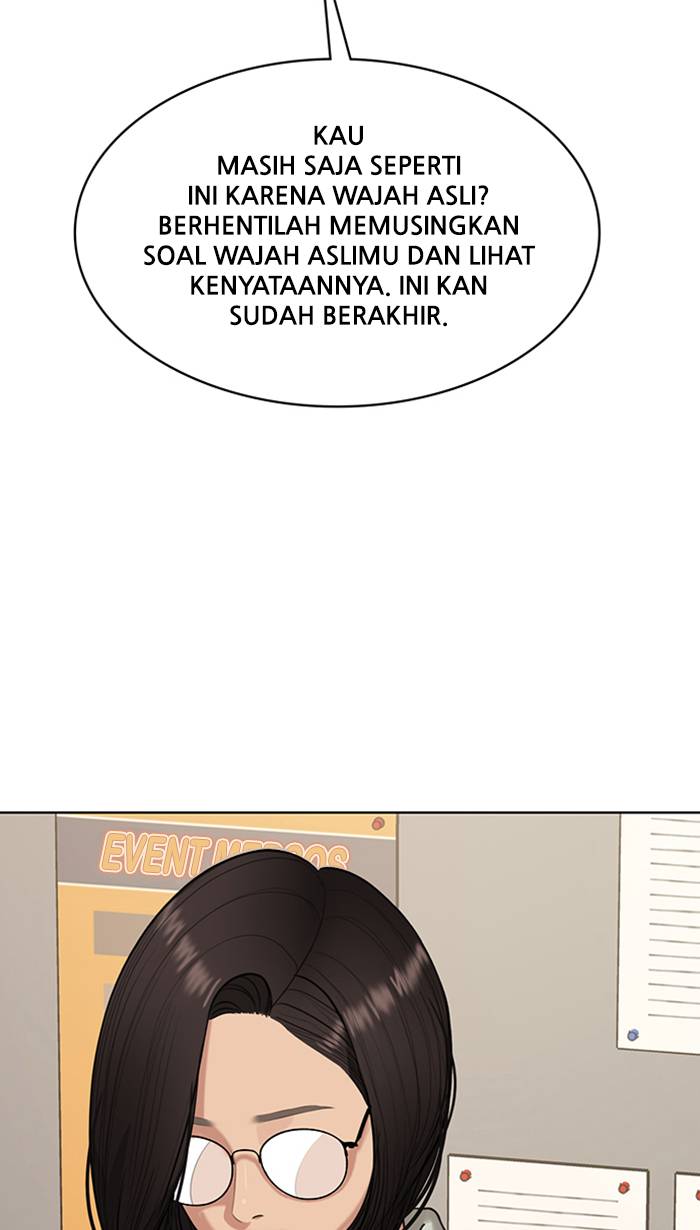 KAU
MASIH SAJA SEPERTI
INI KARENA WAJAH ASLI?
BERHENTILAH MEMUSINGKAN
SOAL WAJAH ASLIMU DAN LIHAT
KENYATAANNYA. INI KAN
SUDAH BERAKHIR.
EVENT